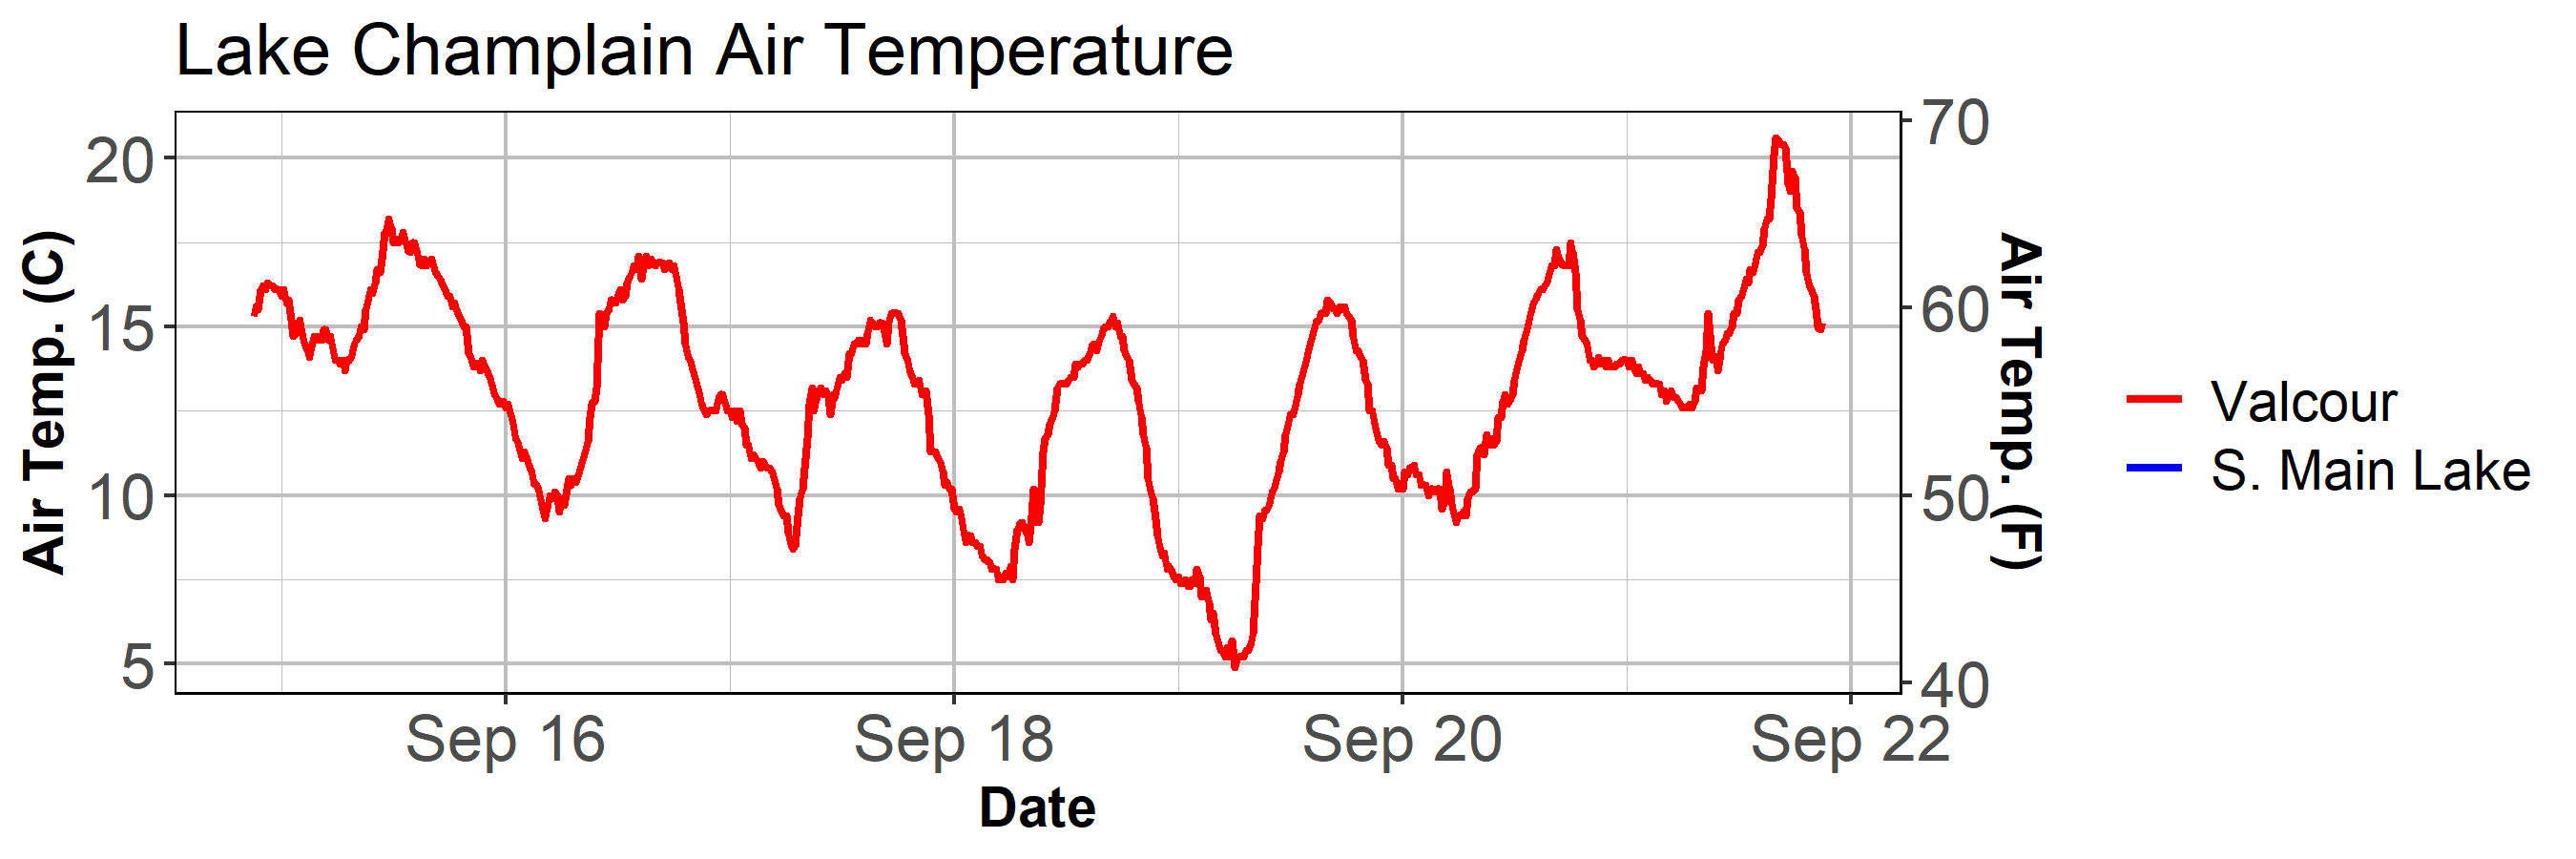 Lake Champlain Air Temperature
Air Temp. (C)
20
15
10
5
70
60
50
40
Air Temp. (F)
Sep 16 Sep 18 Sep 20 Sep 22
Date
Valcour
S. Main Lake